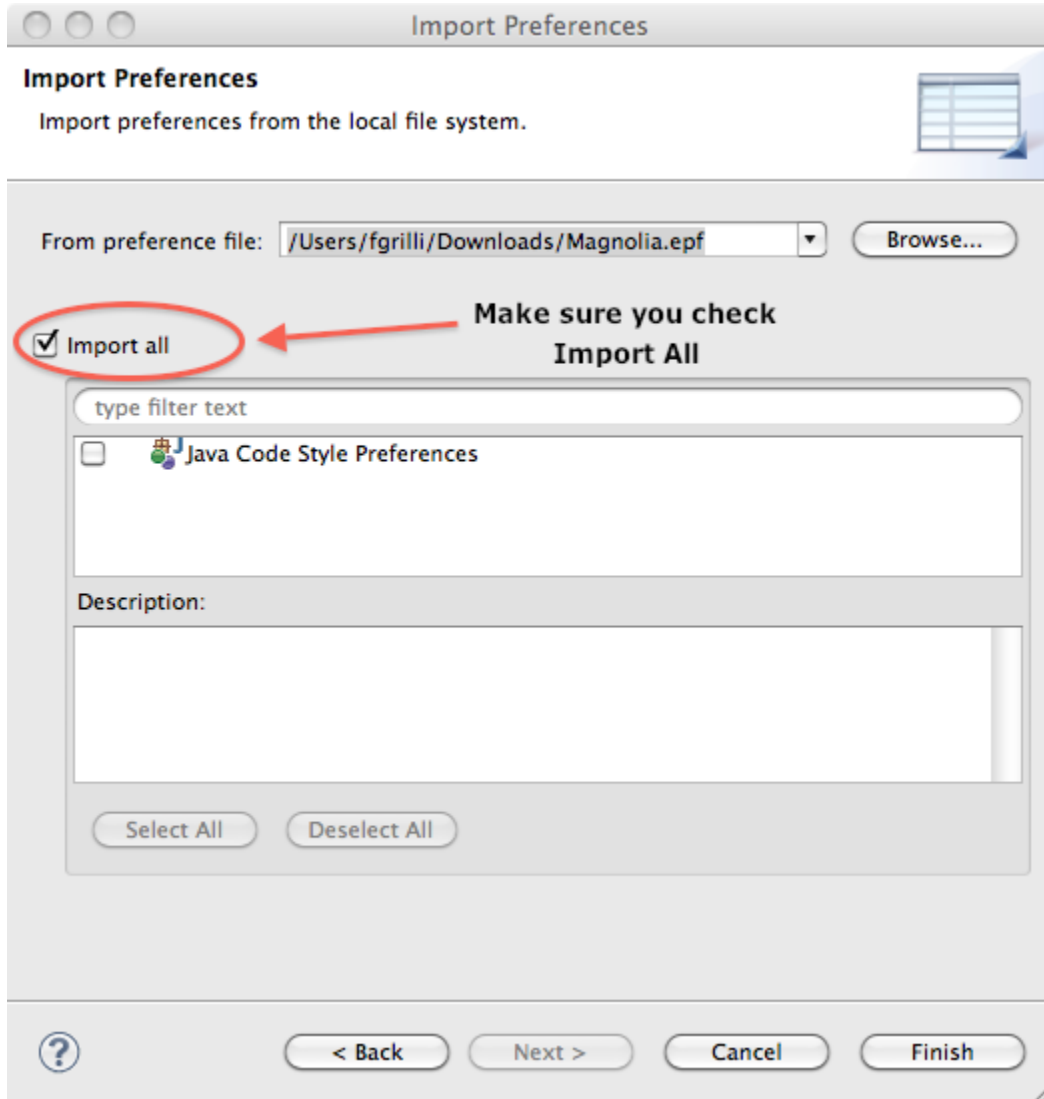 Import Preferences
Import Preferences
Import preferences from the local file system.
From preference file: /Users/fgrilli/Downloads/Magnolia.epf Browse...
Make sure you check
Import All
Import all
type filter text
Java Code Style Preferences
Description:
Select All Deselect All
? < Back Next > Cancel Finish